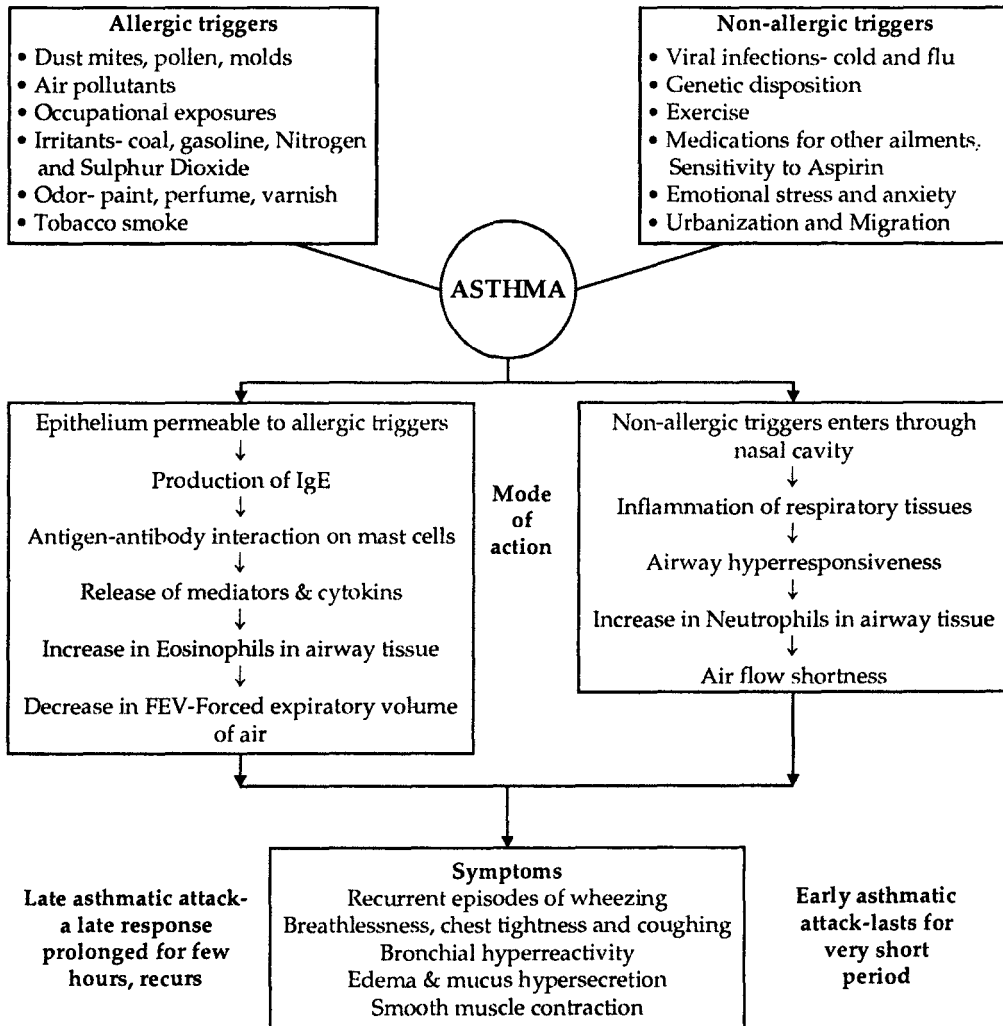 Allergic triggers
• Dust mites, pollen, molds
• Air pollutants
• Occupational exposures
• Irritants- coal, gasoline, Nitrogen
and Sulphur Dioxide
• Odor- paint, perfume, varnish
• Tobacco smoke
Non-allergic triggers
• Viral infections- cold and flu
• Genetic disposition
• Exercise
• Medications for other ailments,
Sensitivity to Aspirin
• Emotional stress and anxiety
• Urbanization and Migration
ASTHMA
Epithelium permeable to allergic triggers
↓
Production of IgE
↓
Antigen-antibody interaction on mast cells
↓
Release of mediators & cytokins
↓
Increase in Eosinophils in airway tissue
↓
Decrease in FEV-Forced expiratory volume
of air
Mode
of
action
Non-allergic triggers enters through
nasal cavity
↓
Inflammation of respiratory tissues
↓
Airway hyperresponsiveness
↓
Increase in Neutrophils in airway tissue
↓
Air flow shortness
Late asmathic attack-
a late response
prolonged for few
hours, recurs
Symptoms
Recurrent episodes of wheezing
Breathlessness, chest tightness and coughing
Bronchial hyperreactivity
Edema & mucus hypersecretion
Smooth muscle contraction
Early asthmatic
attack-lasts for
very short
period